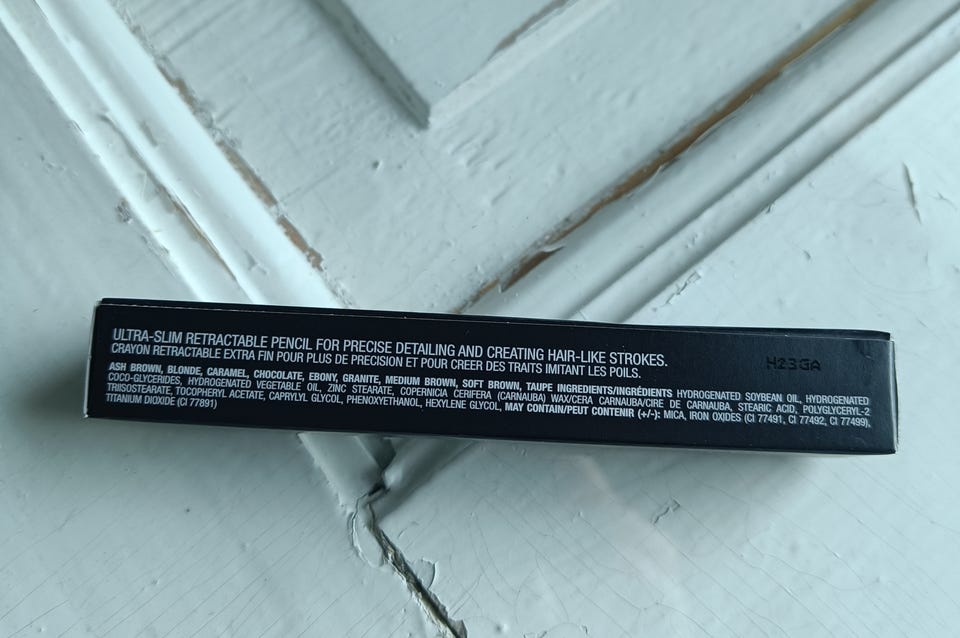 ULTRA-SLIM RETRACTABLE PENCIL FOR PRECISE DETAILING AND CREATING HAIR-LIKE STROKES.
CRAYON RETRACTABLE EXTRA FIN POUR PLUS DE PRECISION ET POUR CREER DES TRAITS IMITANT LES POILS.
H23GA
ASH BROWN, BLONDE, CARAMEL, CHOCOLATE, EBONY, GRANITE, MEDIUM BROWN, SOFT BROWN, TAUPE INGREDIENTS/INGRÉDIENTS HYDROGENATED SOYBEAN OIL, HYDROGENATED
COCO-GLYCERIDES, HYDROGENATED VEGETABLE OIL, ZINC STEARATE, COPERNICIA CERIFERA (CARNAUBA) WAX/CERA CARNAUBA/CIRE DE CARNAUBA, STEARIC ACID, POLYGLYCERYL-2
TRIISOSTEARATE, TOCOPHERYL ACETATE, CAPRYLYL GLYCOL, PHENOXYETHANOL, HEXYLENE GLYCOL, MAY CONTAIN/PEUT CONTENIR (+/-): MICA, IRON OXIDES (CI 77491, CI 77492, CI 77499),
TITANIUM DIOXIDE (CI 77891)